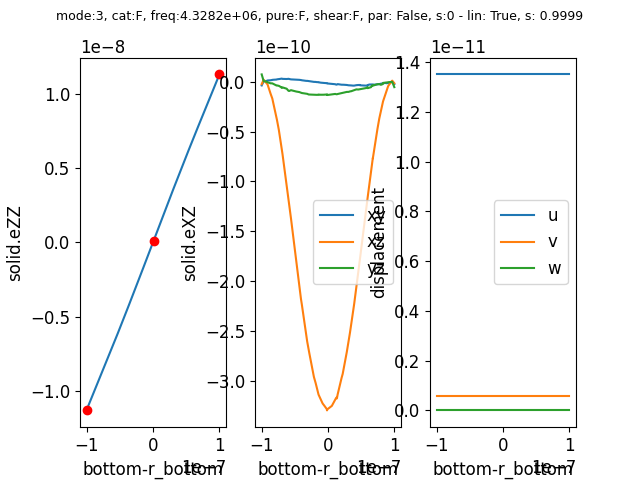 mode:3, cat:F, freq:4.3282e+06, pure:F, shear:F, par: False, s:0 - lin: True, s: 0.9999
1e−8
1e−10
1e−11
solid.eZZ
1.0
0.5
0.0
−0.5
−1.0
−1
0
1
1e−7
bottom-r_bottom
solid.eXZ
0.0
−0.5
−1.0
−1.5
−2.0
−2.5
−3.0
−1
0
1
1e−7
bottom-r_bottom
displacement
1.4
1.2
1.0
0.8
0.6
0.4
0.2
0.0
u
v
w
−1
0
1
1e−7
bottom-r_bottom